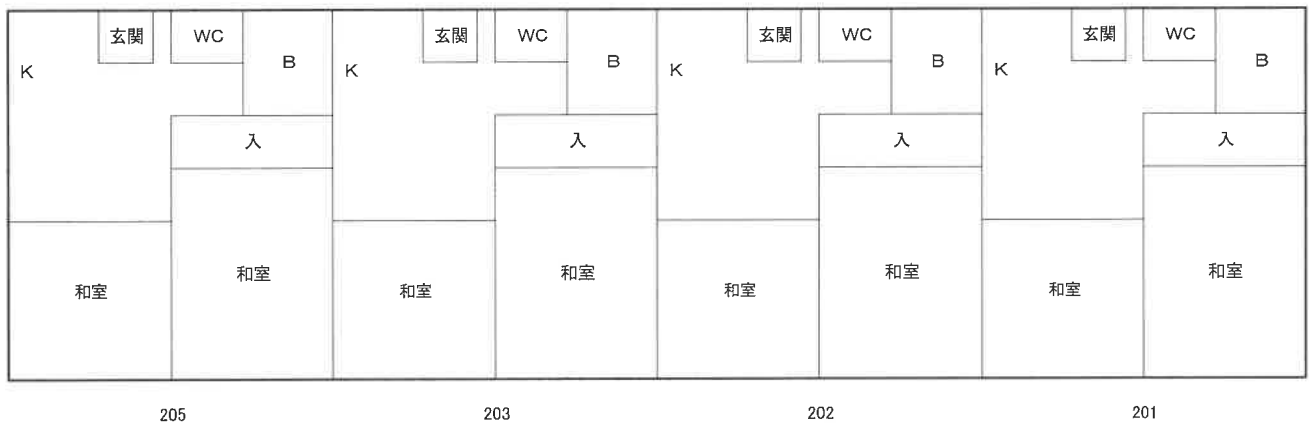 玄関 WC B 玄関 WC B 玄関 WC B 玄関 WC B
K K K K
入 入 入 入
和室 和室 和室 和室 和室 和室 和室 和室
205 203 202 201